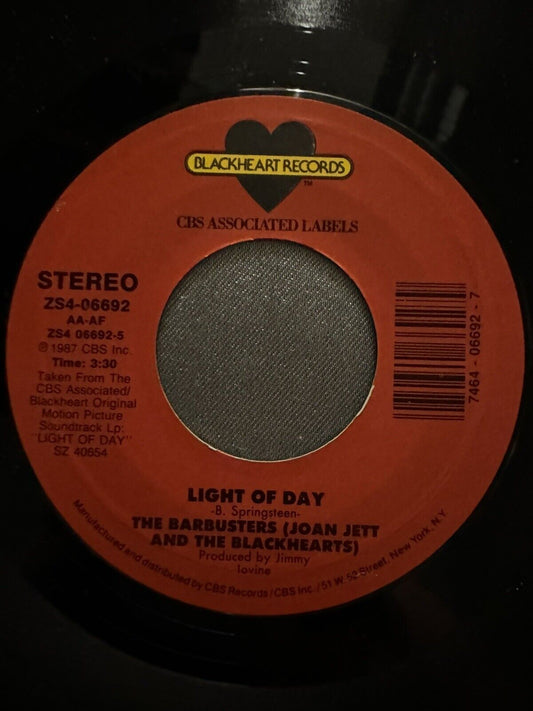 BLACKHEART RECORDS
TM
CBS ASSOCIATED LABELS
STEREO
ZS4-06692
AA-AF
ZS4 06692-5
℗ 1987 CBS Inc.
Time: 3:30
Taken From The
CBS Associated/
Blackheart Original
Motion Picture
Soundtrack Lp:
"LIGHT OF DAY"
SZ 40654
7464-06692-7
LIGHT OF DAY
-B. Springsteen-
THE BARBUSTERS (JOAN JETT
AND THE BLACKHEARTS)
Produced by Jimmy
Iovine
Manufactured and distributed by CBS Records/CBS Inc./51 W. 52 Street, New York, N.Y.